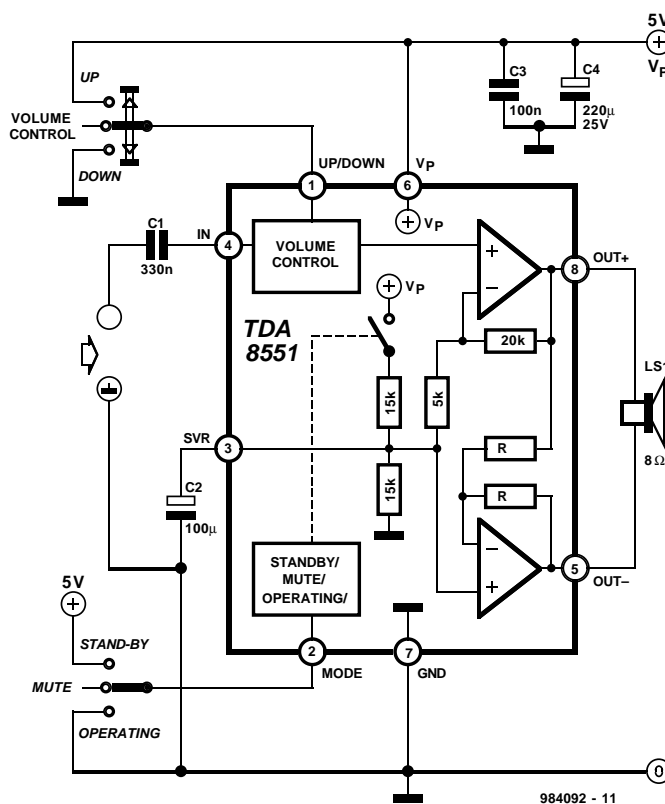 5V
VP
UP
VOLUME
CONTROL
DOWN
C3
100n
C4
220µ
25V
UP/DOWN
VP
1
6
VP
C1
330n
IN
4
VOLUME
CONTROL
+
−
8
OUT+
VP
TDA
8551
20k
15k
5k
LS1
8Ω
SVR
3
R
15k
R
C2
100µ
STANDBY/
MUTE/
OPERATING/
−
+
5
OUT−
5V
STAND-BY
MUTE
OPERATING
2
MODE
7
GND
0
984092 - 11